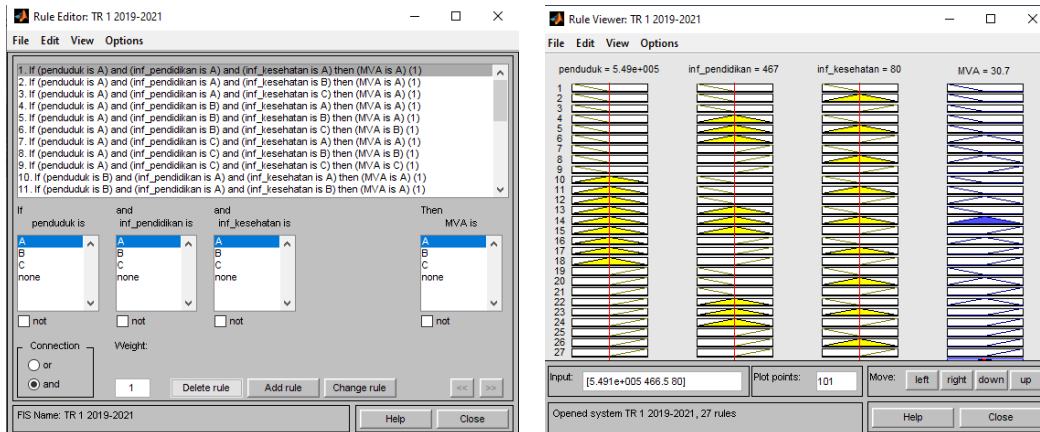 Rule Editor: TR 1 2019-2021
File Edit View Options
1. If (penduduk is A) and (inf_pendidikan is A) and (inf_kesehatan is A) then (MVA is A) (1)
2. If (penduduk is A) and (inf_pendidikan is A) and (inf_kesehatan is B) then (MVA is A) (1)
3. If (penduduk is A) and (inf_pendidikan is A) and (inf_kesehatan is C) then (MVA is A) (1)
4. If (penduduk is A) and (inf_pendidikan is B) and (inf_kesehatan is A) then (MVA is A) (1)
5. If (penduduk is A) and (inf_pendidikan is B) and (inf_kesehatan is B) then (MVA is A) (1)
6. If (penduduk is A) and (inf_pendidikan is B) and (inf_kesehatan is C) then (MVA is B) (1)
7. If (penduduk is A) and (inf_pendidikan is C) and (inf_kesehatan is A) then (MVA is A) (1)
8. If (penduduk is A) and (inf_pendidikan is C) and (inf_kesehatan is B) then (MVA is B) (1)
9. If (penduduk is A) and (inf_pendidikan is C) and (inf_kesehatan is C) then (MVA is C) (1)
10. If (penduduk is B) and (inf_pendidikan is A) and (inf_kesehatan is B) then (MVA is A) (1)
11. If (penduduk is B) and (inf_pendidikan is A) and (inf_kesehatan is B) then (MVA is A) (1)
If and and Then
penduduk is inf_pendidikan is inf_kesehatan is MVA is
A A A A
B B B B
C C C C
none none none none
not not not not
Connection Weight:
or
and 1 Delete rule Add rule Change rule << >>
FIS Name: TR 1 2019-2021 Help Close
Rule Viewer: TR 1 2019-2021
File Edit View Options
penduduk = 5.49e+005 inf_pendidikan = 467 inf_kesehatan = 80 MVA = 30.7
1
2
3
4
5
6
7
8
9
10
11
12
13
14
15
16
17
18
19
20
21
22
23
24
25
26
27
Input: [5.491e+005 466.5 80] Plot points: 101 Move: left right down up
Opened system TR 1 2019-2021, 27 rules Help Close